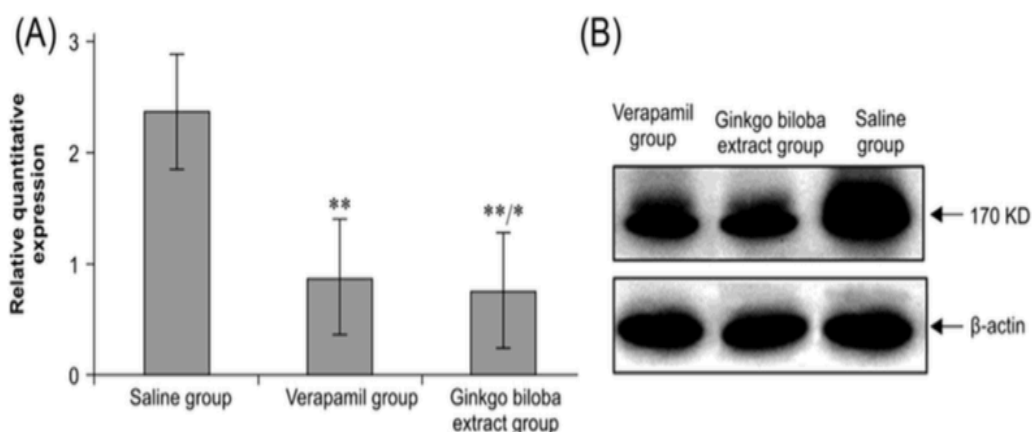 (A)
3
2
1
0
Relative quantitative
expression
**
**/*
Saline group
Verapamil group
Ginkgo biloba
extract group
(B)
Verapamil
group
Ginkgo biloba
extract group
Saline
group
170 KD
β-actin